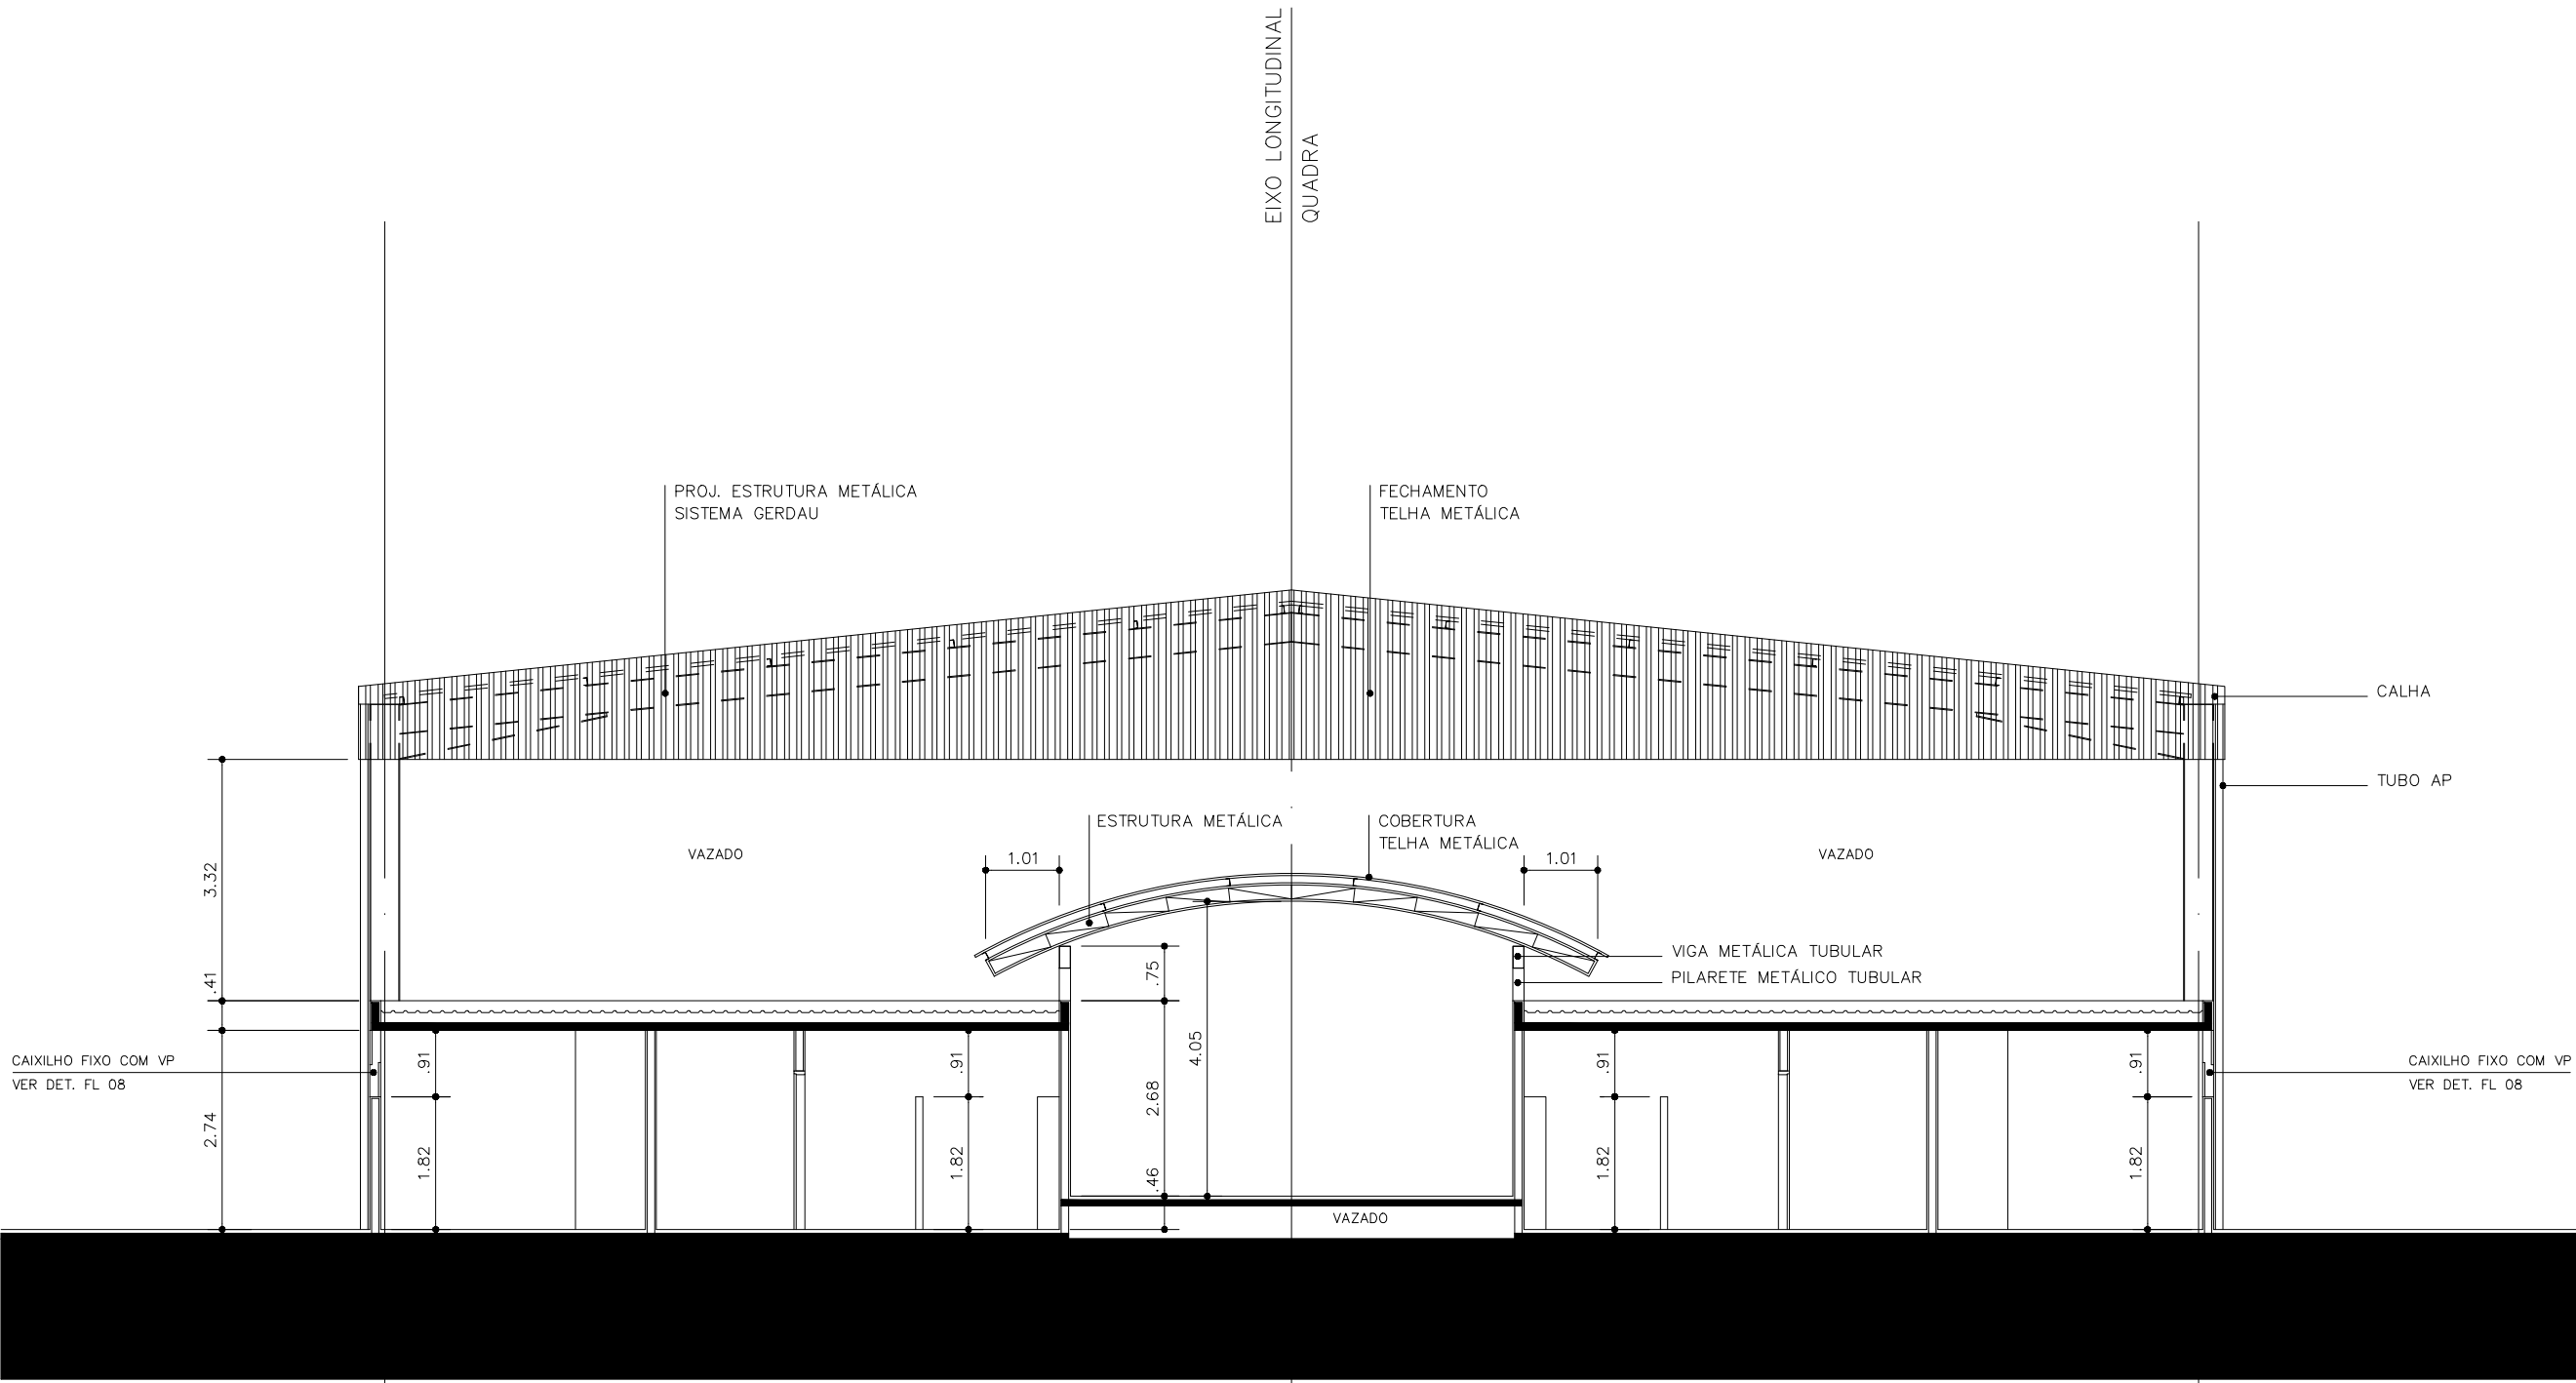 EIXO LONGITUDINAL
QUADRA
PROJ. ESTRUTURA METÁLICA
SISTEMA GERDAU
FECHAMENTO
TELHA METÁLICA
CALHA
TUBO AP
ESTRUTURA METÁLICA
COBERTURA
TELHA METÁLICA
VAZADO
1.01
1.01
VAZADO
3.32
.41
2.74
.75
4.05
2.68
.46
VIGA METÁLICA TUBULAR
PILARETE METÁLICO TUBULAR
CAIXILHO FIXO COM VP
VER DET. FL 08
.91
.91
.91
.91
CAIXILHO FIXO COM VP
VER DET. FL 08
1.82
1.82
1.82
1.82
VAZADO